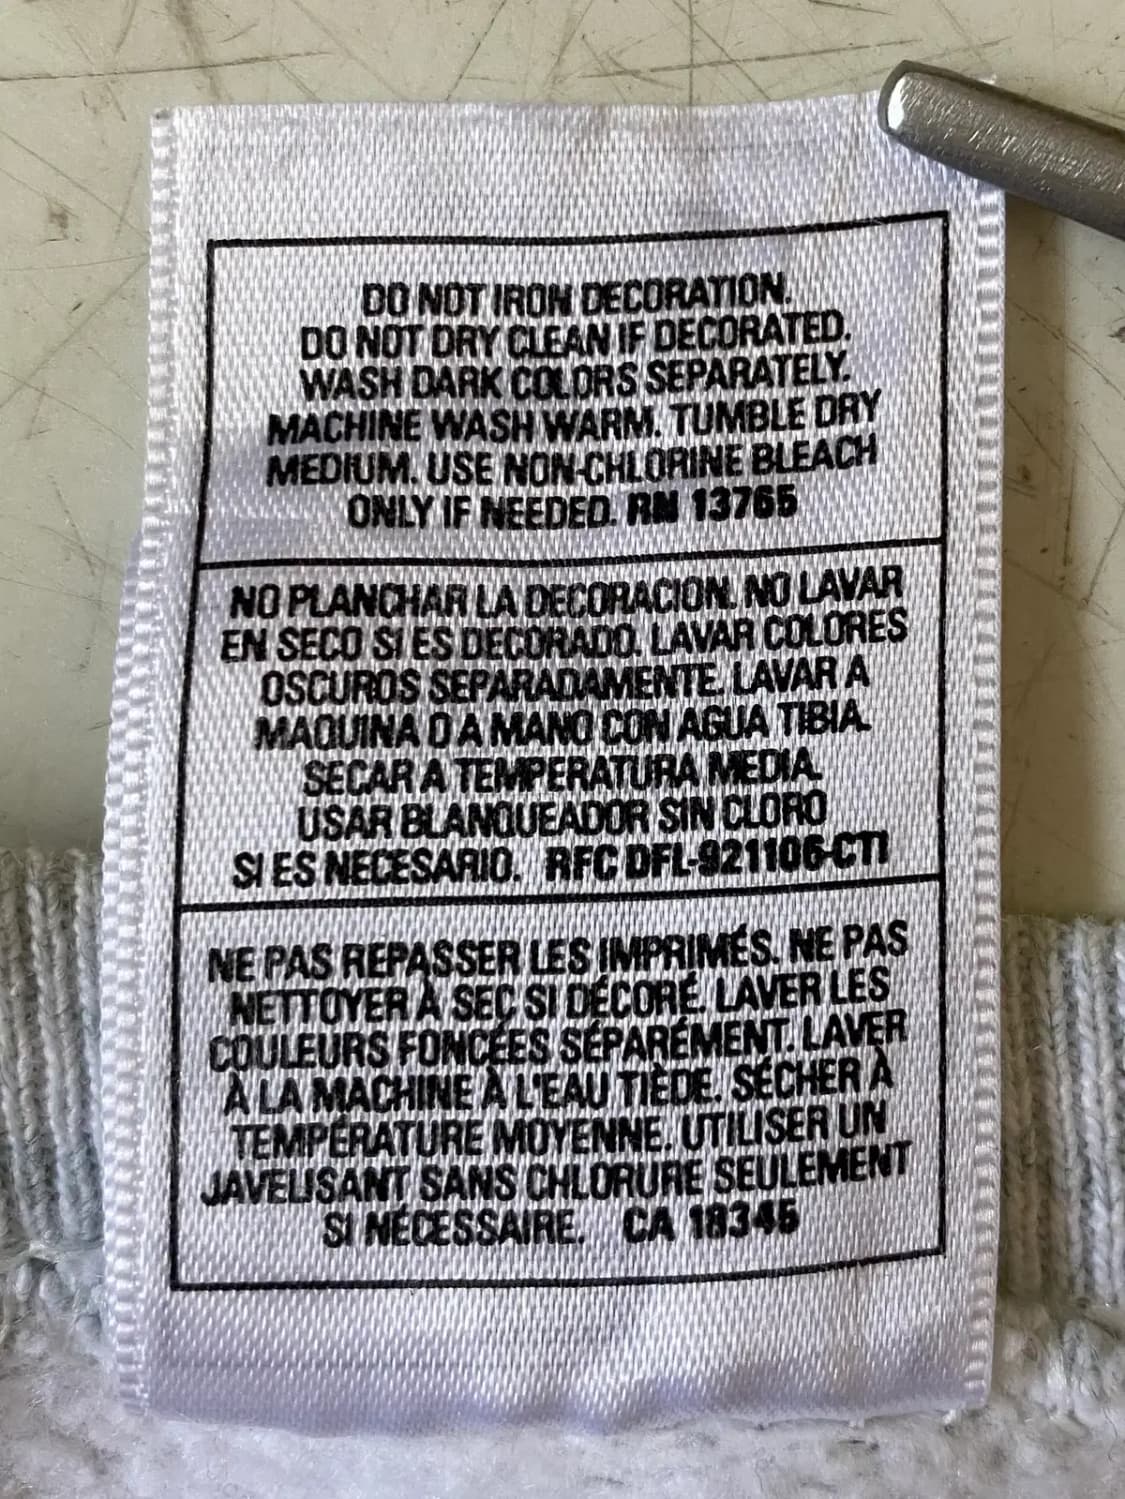 DO NOT IRON DECORATION.
DO NOT DRY CLEAN IF DECORATED.
WASH DARK COLORS SEPARATELY.
MACHINE WASH WARM. TUMBLE DRY
MEDIUM. USE NON-CHLORINE BLEACH
ONLY IF NEEDED. RN 13765
NO PLANCHAR LA DECORACION. NO LAVAR
EN SECO SI ES DECORADO. LAVAR COLORES
OSCUROS SEPARADAMENTE. LAVAR A
MAQUINA O A MANO CON AGUA TIBIA.
SECAR A TEMPERATURA MEDIA.
USAR BLANQUEADOR SIN CLORO
SI ES NECESARIO. RFC DFL-921106-CTI
NE PAS REPASSER LES IMPRIMÉS. NE PAS
NETTOYER À SEC SI DÉCORÉ. LAVER LES
COULEURS FONCÉES SÉPARÉMENT. LAVER
À LA MACHINE À L'EAU TIÈDE. SÉCHER À
TEMPÉRATURE MOYENNE. UTILISER UN
JAVELISANT SANS CHLORURE SEULEMENT
SI NÉCESSAIRE. CA 18345